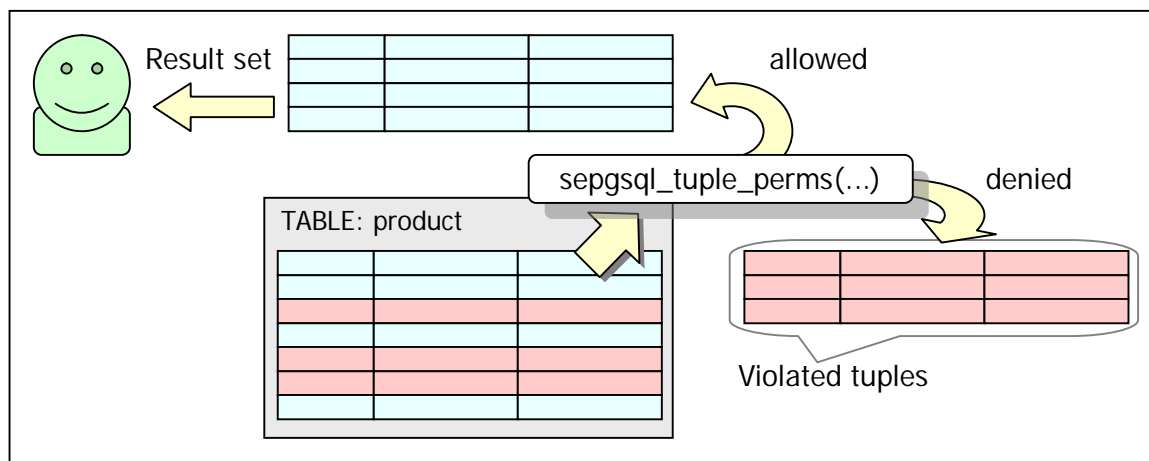 Result set
allowed
sepgsql_tuple_perms(...)
denied
TABLE: product
Violated tuples